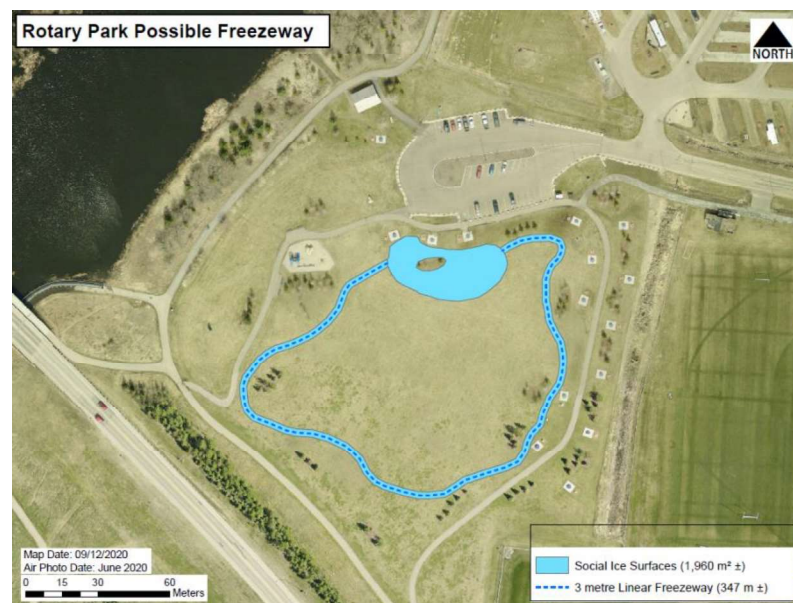 Rotary Park Possible Freezeway
NORTH
Map Date: 09/12/2020
Air Photo Date: June 2020
0 15 30 60
Meters
Social Ice Surfaces (1,960 m² ±)
3 metre Linear Freezeway (347 m ±)